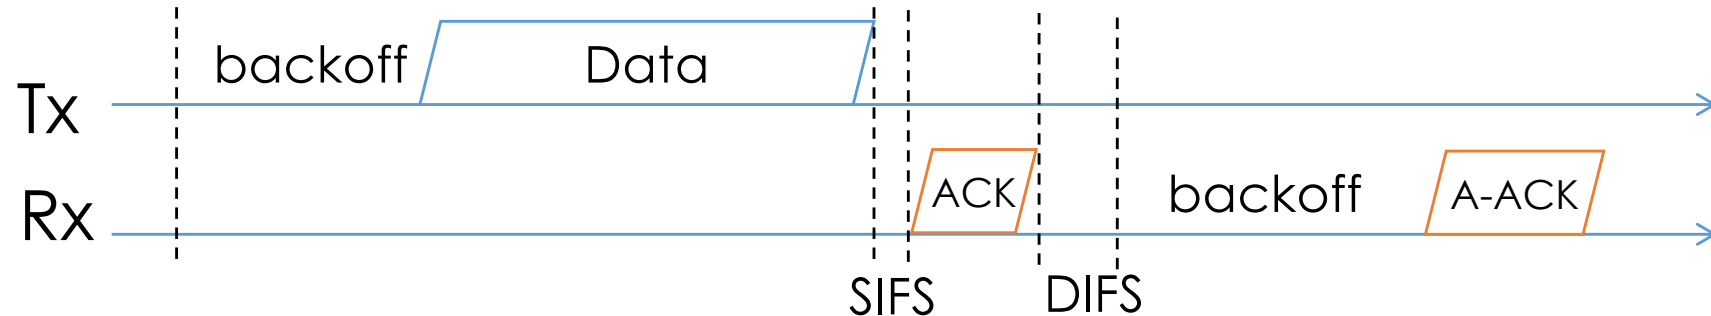 backoff
Data
Tx
ACK
backoff
A-ACK
Rx
SIFS
DIFS